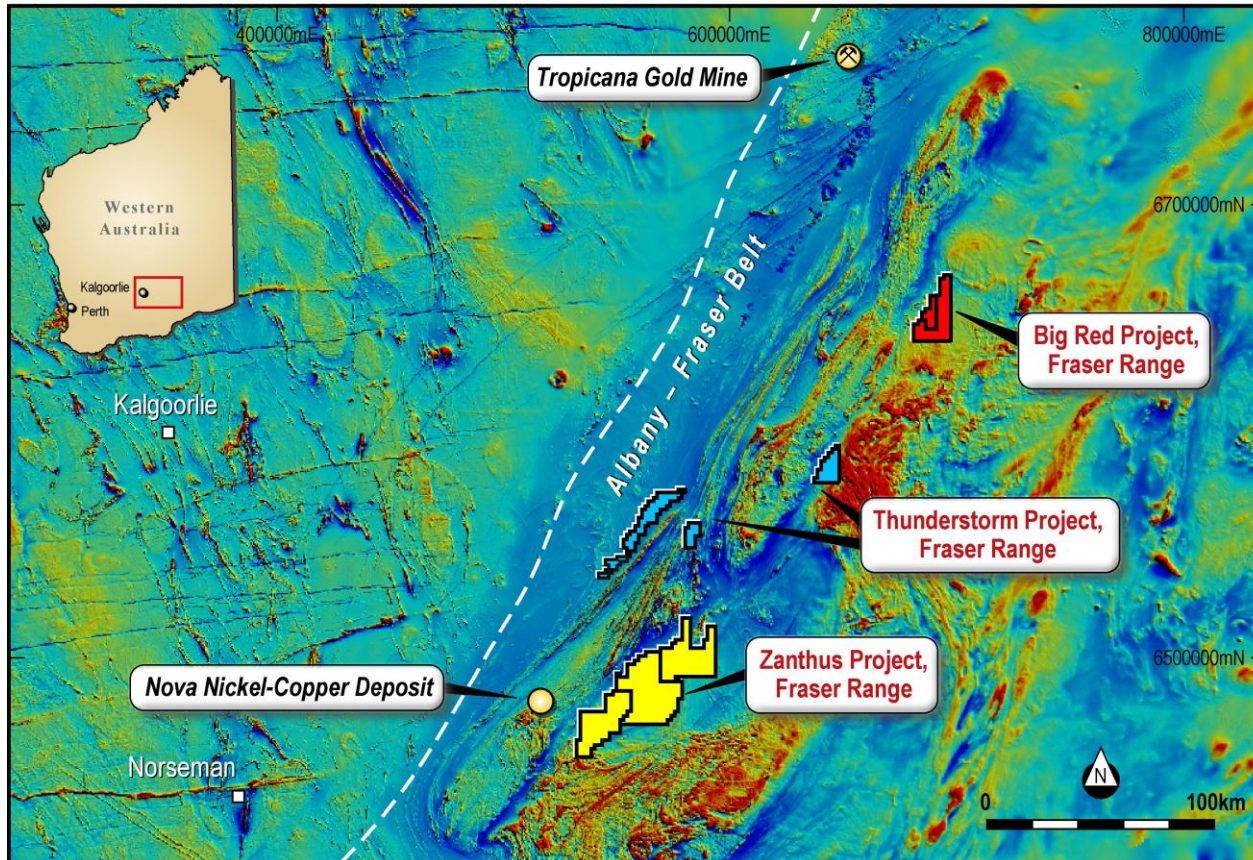 400000mE
600000mE
800000mE
Tropicana Gold Mine
Western
Australia
Kalgoorlie
Perth
6700000mN
Albany – Fraser Belt
Big Red Project,
Fraser Range
Kalgoorlie
Thunderstorm Project,
Fraser Range
Zanthus Project,
Fraser Range
6500000mN
Nova Nickel-Copper Deposit
Norseman
N
0
100km